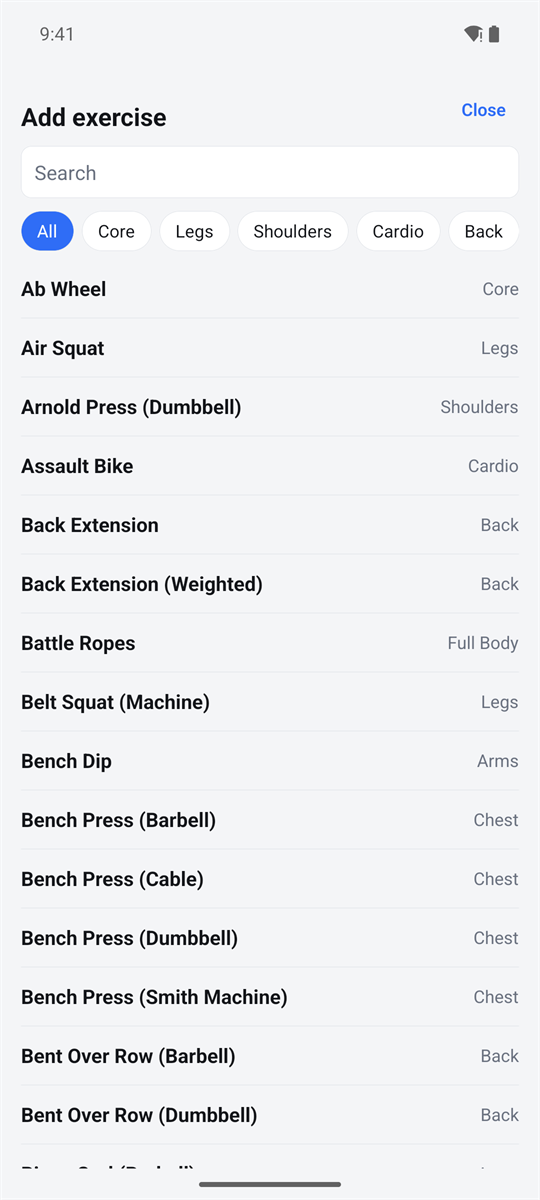 9:41
Add exercise
Close
Search
All Core Legs Shoulders Cardio Back
Ab Wheel Core
Air Squat Legs
Arnold Press (Dumbbell) Shoulders
Assault Bike Cardio
Back Extension Back
Back Extension (Weighted) Back
Battle Ropes Full Body
Belt Squat (Machine) Legs
Bench Dip Arms
Bench Press (Barbell) Chest
Bench Press (Cable) Chest
Bench Press (Dumbbell) Chest
Bench Press (Smith Machine) Chest
Bent Over Row (Barbell) Back
Bent Over Row (Dumbbell) Back